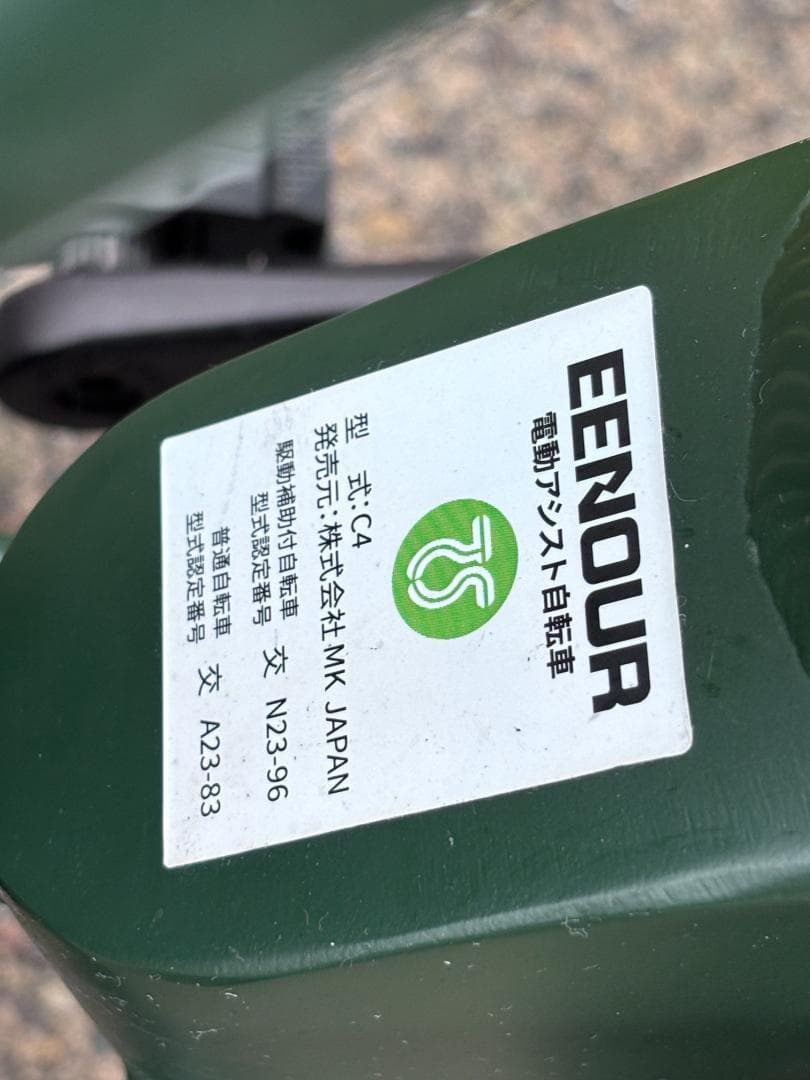 EENOUR
電動アシスト自転車
TS
型 式:C4
発売元:株式会社 MK JAPAN
駆動補助付自転車
型式認定番号 交 N23-96
普通自転車
型式認定番号 交 A23-83